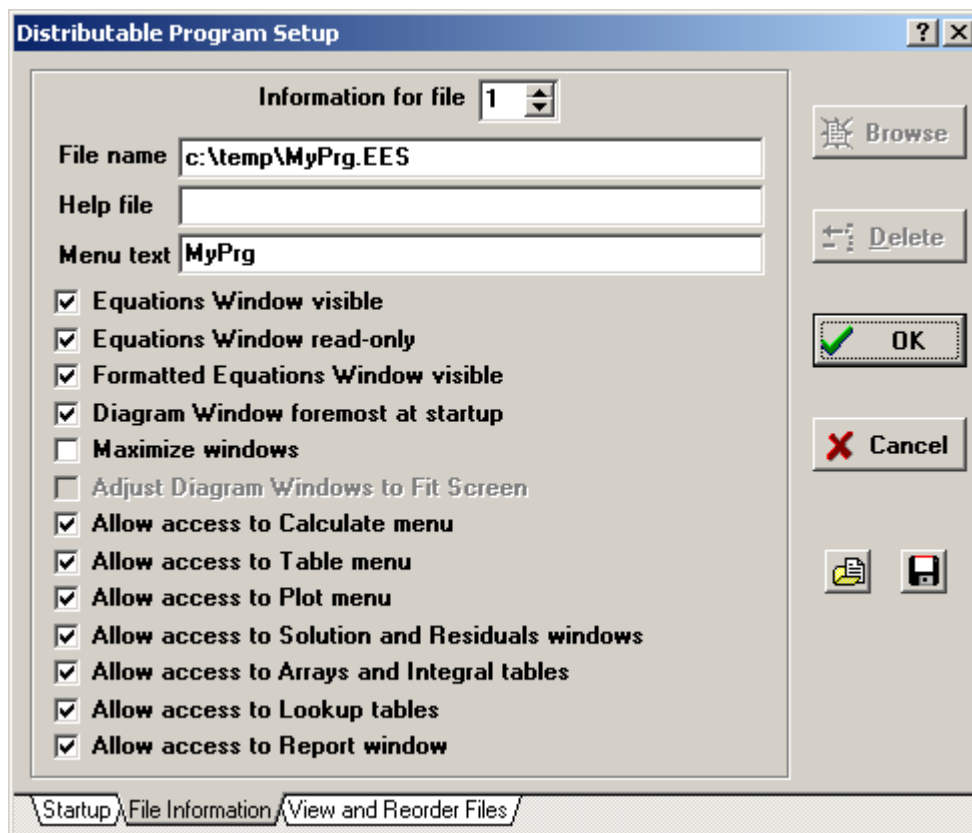 Distributable Program Setup
Information for file 1
File name c:\temp\MyPrg.EES
Help file
Menu text MyPrg
Equations Window visible
Equations Window read-only
Formatted Equations Window visible
Diagram Window foremost at startup
Maximize windows
Adjust Diagram Windows to Fit Screen
Allow access to Calculate menu
Allow access to Table menu
Allow access to Plot menu
Allow access to Solution and Residuals windows
Allow access to Arrays and Integral tables
Allow access to Lookup tables
Allow access to Report window
Browse
Delete
OK
Cancel
Startup File Information View and Reorder Files